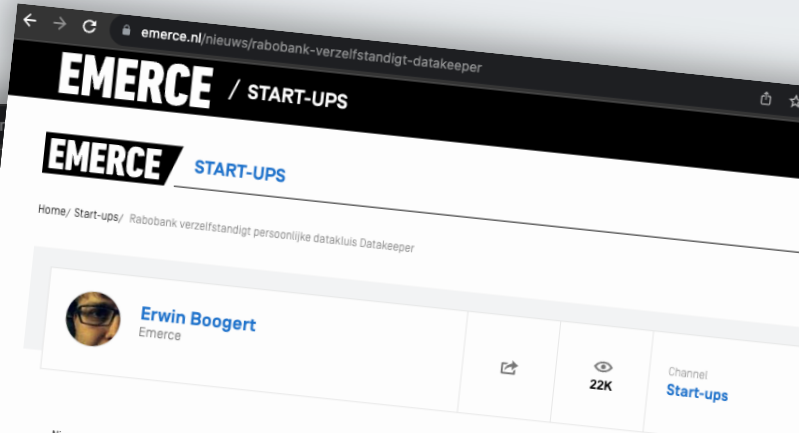 emerce.nl/nieuws/rabobank-verzelfstandigt-datakeeper
EMERCE / START-UPS
EMERCE START-UPS
Home/ Start-ups/ Rabobank verzelfstandigt persoonlijke datakluis Datakeeper
Erwin Boogert
Emerce
22K
Channel
Start-ups